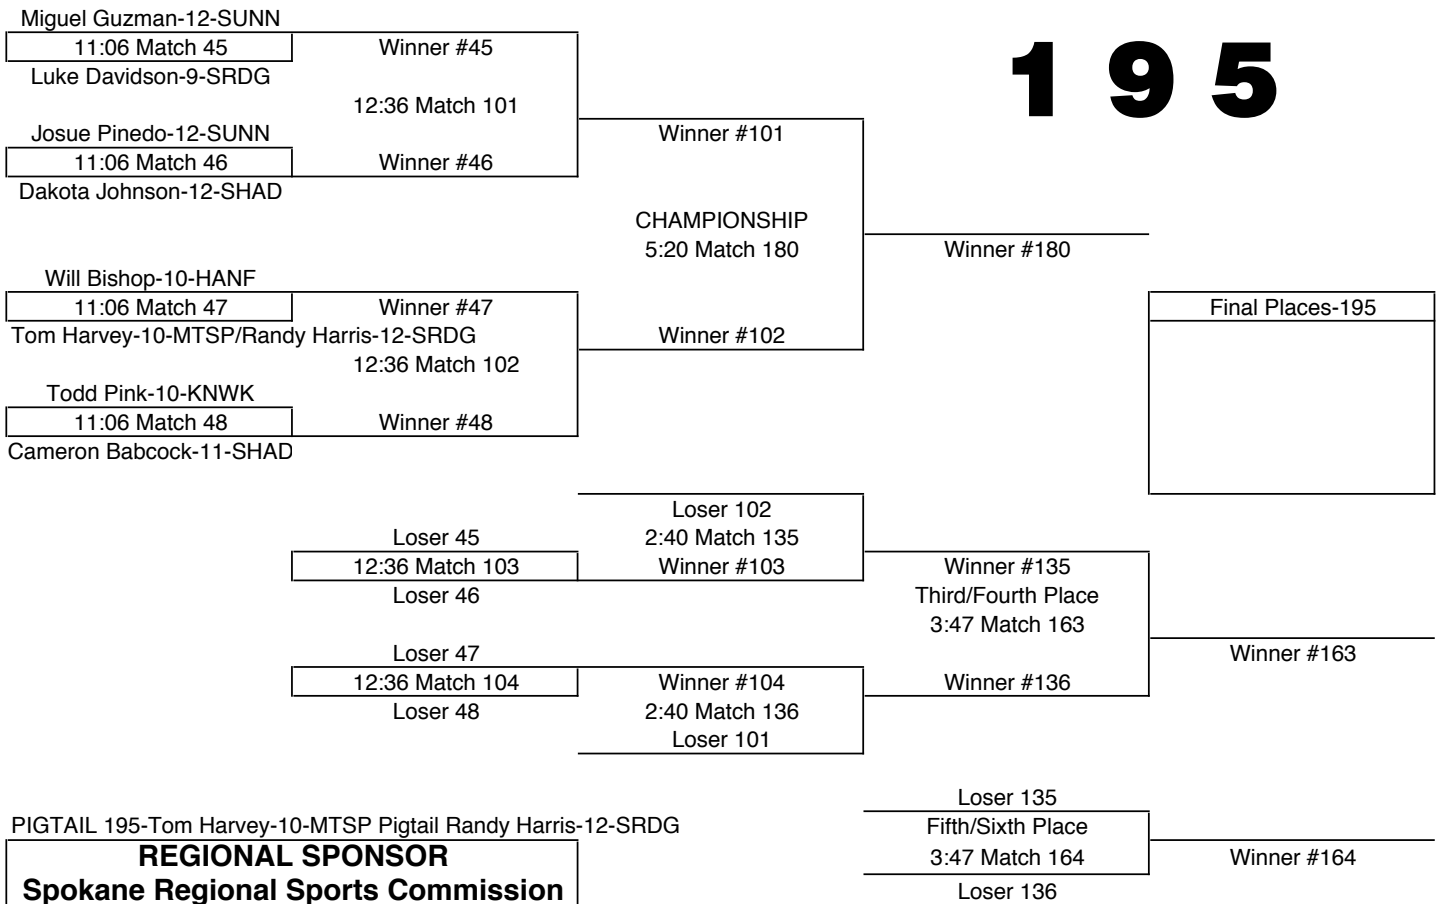 Miguel Guzman-12-SUNN
11:06 Match 45 Winner #45
Luke Davidson-9-SRDG
1 9 5
12:36 Match 101
Josue Pinedo-12-SUNN Winner #101
11:06 Match 46 Winner #46
Dakota Johnson-12-SHAD
CHAMPIONSHIP
5:20 Match 180 Winner #180
Will Bishop-10-HANF
11:06 Match 47 Winner #47 Final Places-195
Tom Harvey-10-MTSP/Randy Harris-12-SRDG Winner #102
12:36 Match 102
Todd Pink-10-KNWK
11:06 Match 48 Winner #48
Cameron Babcock-11-SHAD
Loser 102
Loser 45 2:40 Match 135
12:36 Match 103 Winner #103 Winner #135
Loser 46 Third/Fourth Place
3:47 Match 163
Loser 47 Winner #163
12:36 Match 104 Winner #104 Winner #136
Loser 48 2:40 Match 136
Loser 101
Loser 135
PIGTAIL 195-Tom Harvey-10-MTSP Pigtail Randy Harris-12-SRDG Fifth/Sixth Place
REGIONAL SPONSOR 3:47 Match 164 Winner #164
Spokane Regional Sports Commission Loser 136